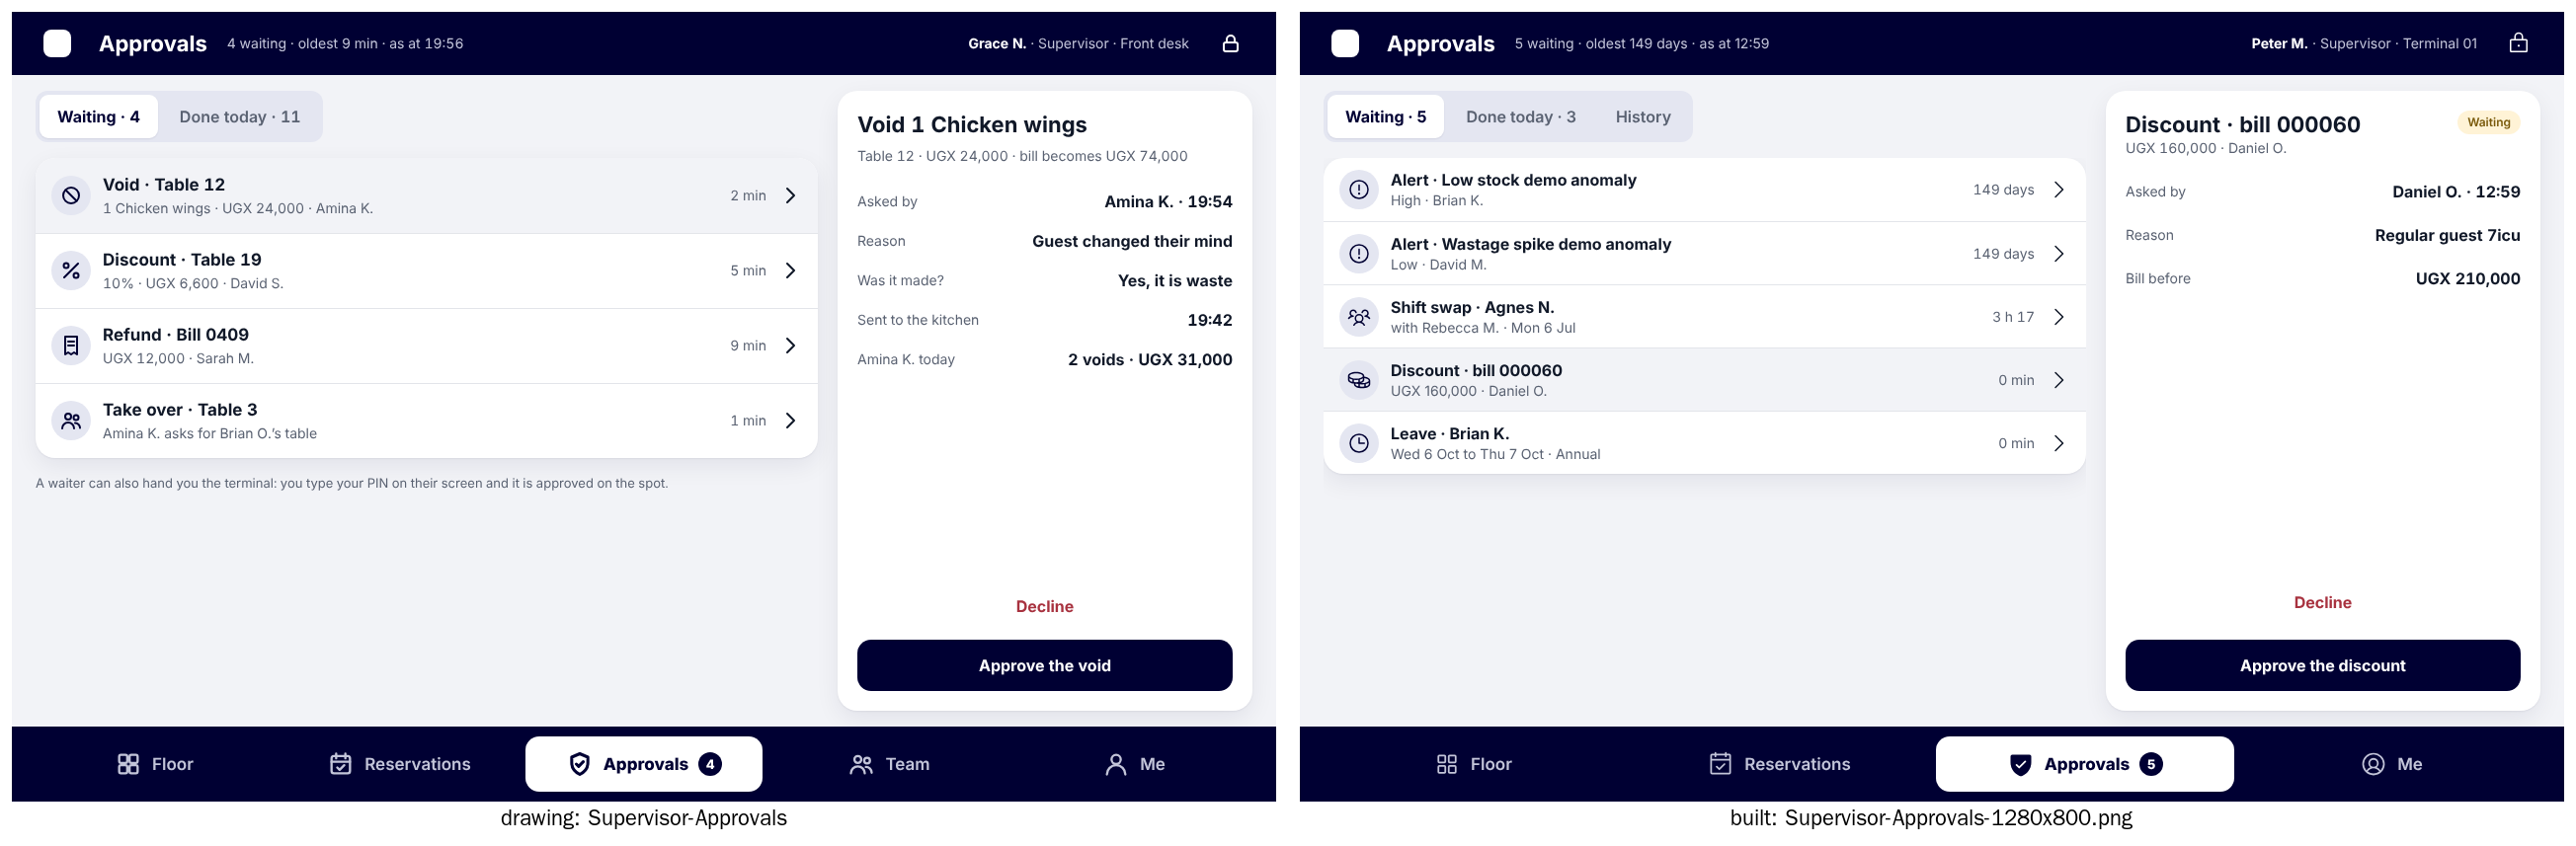 Approvals 4 waiting · oldest 9 min · as at 19:56
Grace N. · Supervisor · Front desk
Waiting · 4 Done today · 11
Void · Table 12
1 Chicken wings · UGX 24,000 · Amina K.
2 min
Discount · Table 19
10% · UGX 6,600 · David S.
5 min
Refund · Bill 0409
UGX 12,000 · Sarah M.
9 min
Take over · Table 3
Amina K. asks for Brian O.'s table
1 min
A waiter can also hand you the terminal: you type your PIN on their screen and it is approved on the spot.
Void 1 Chicken wings
Table 12 · UGX 24,000 · bill becomes UGX 74,000
Asked by Amina K. · 19:54
Reason Guest changed their mind
Was it made? Yes, it is waste
Sent to the kitchen 19:42
Amina K. today 2 voids · UGX 31,000
Decline
Approve the void
Floor Reservations Approvals 4 Team Me
drawing: Supervisor-Approvals
Approvals 5 waiting · oldest 149 days · as at 12:59
Peter M. · Supervisor · Terminal 01
Waiting · 5 Done today · 3 History
Alert · Low stock demo anomaly
High · Brian K.
149 days
Alert · Wastage spike demo anomaly
Low · David M.
149 days
Shift swap · Agnes N.
with Rebecca M. · Mon 6 Jul
3 h 17
Discount · bill 000060
UGX 160,000 · Daniel O.
0 min
Leave · Brian K.
Wed 6 Oct to Thu 7 Oct · Annual
0 min
Discount · bill 000060 Waiting
UGX 160,000 · Daniel O.
Asked by Daniel O. · 12:59
Reason Regular guest 7icu
Bill before UGX 210,000
Decline
Approve the discount
Floor Reservations Approvals 5 Me
built: Supervisor-Approvals-1280x800.png